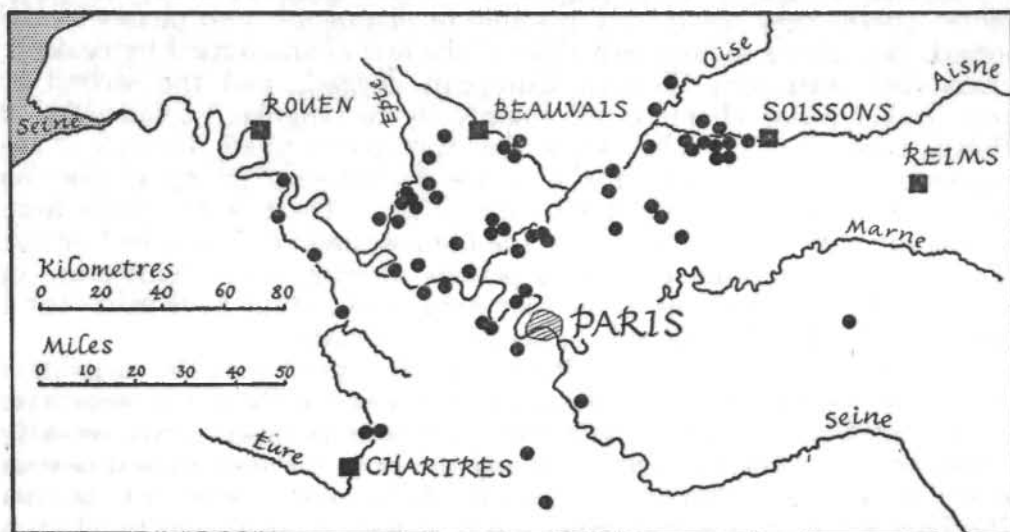 Oise
Aisne
Seine
ROUEN
Epte
BEAUVAIS
SOISSONS
REIMS
Marne
Kilometres
0 20 40 60 80
PARIS
Miles
0 10 20 30 40 50
Seine
Eure
CHARTRES